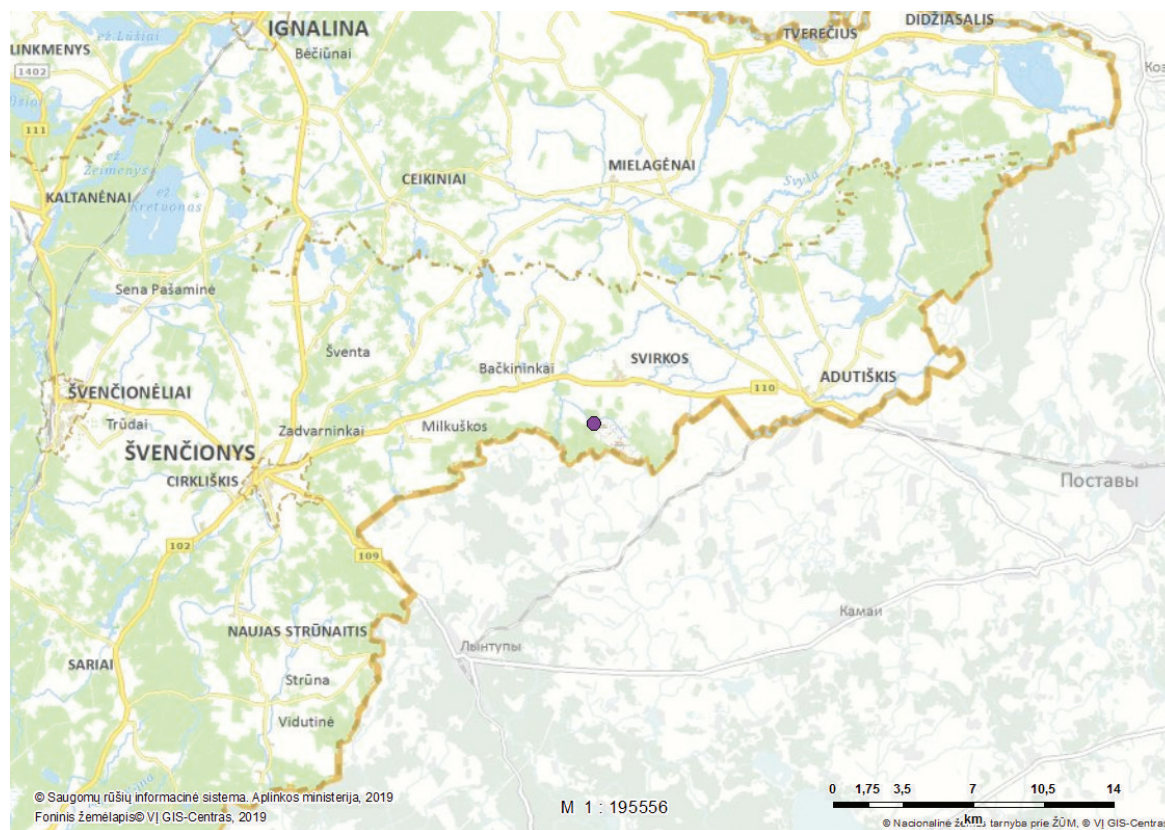 DIDŽIASALIS
IGNALINA
TVEREČIUS
LINKMENYS
ež. Lūšiai
Bėčiūnai
1402
111
ež. Žeimenys
MIELAGĖNAI
CEIKINIAI
Svyla
KALTANĖNAI
ež. Kretuonas
Sena Pašaminė
Šventa
SVIRKOS
Bačkininkai
ADUTIŠKIS
110
ŠVENČIONĖLIAI
Trūdai
Zadvarninkai
Milkuškos
ŠVENČIONYS
CIRKLIŠKIS
Поставы
102
109
Камаи
NAUJAS STRŪNAITIS
Лынтупы
SARIAI
Strūna
Vidutinė
0 1,75 3,5 7 10,5 14
km
M 1 : 195556
© Saugomų rūšių informacinė sistema. Aplinkos ministerija, 2019
Foninis žemėlapis© VĮ GIS-Centras, 2019
© Nacionalinė tarnyba prie ŽŪM, © VĮ GIS-Centras